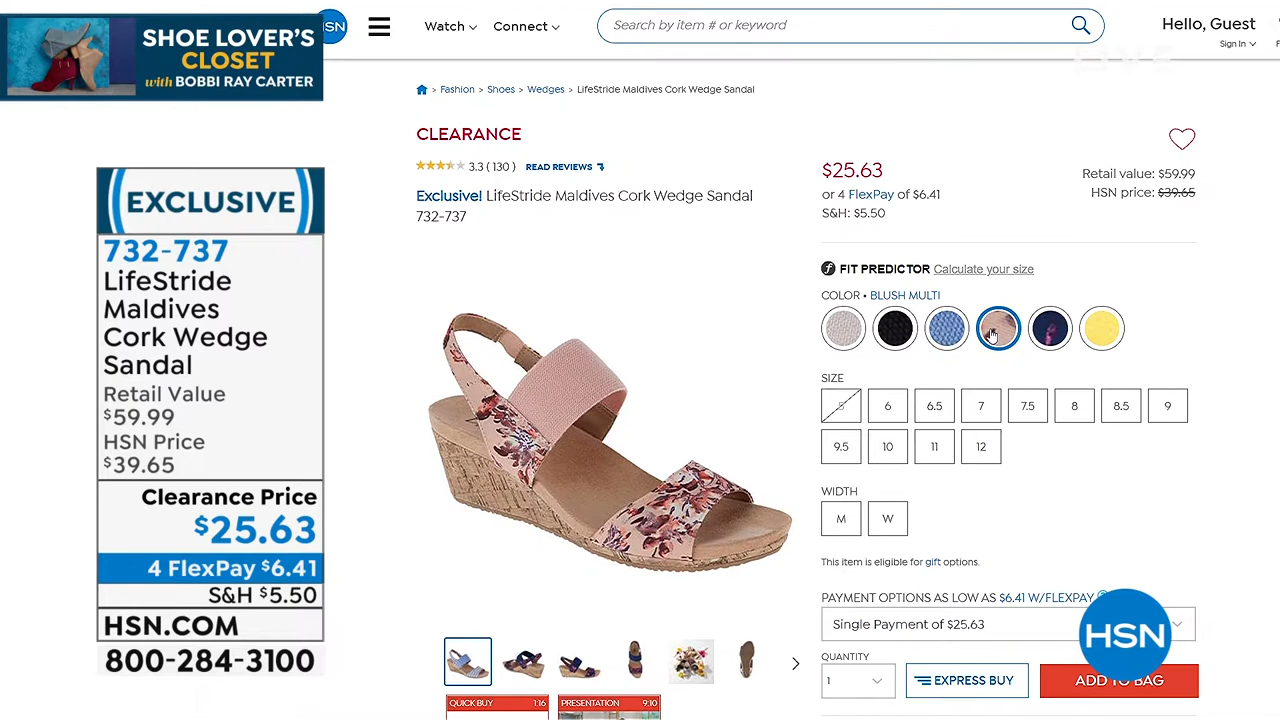 SHOE LOVER'S
CLOSET
with BOBBI RAY CARTER
EXCLUSIVE
732-737
LifeStride
Maldives
Cork Wedge
Sandal
Retail Value
$59.99
HSN Price
$39.65
Clearance Price
$25.63
4 FlexPay $6.41
S&H $5.50
HSN.COM
800-284-3100
Watch
Connect
Search by item # or keyword
Hello, Guest
Sign In
LIVE
> Fashion > Shoes > Wedges > LifeStride Maldives Cork Wedge Sandal
CLEARANCE
3.3 ( 130 ) READ REVIEWS
Exclusive! LifeStride Maldives Cork Wedge Sandal
732-737
$25.63
or 4 FlexPay of $6.41
S&H: $5.50
Retail value: $59.99
HSN price: $39.65
FIT PREDICTOR Calculate your size
COLOR • BLUSH MULTI
SIZE
5 6 6.5 7 7.5 8 8.5 9
9.5 10 11 12
WIDTH
M W
This item is eligible for gift options.
PAYMENT OPTIONS AS LOW AS $6.41 W/FLEXPAY
Single Payment of $25.63
HSN
QUANTITY
1
EXPRESS BUY
ADD TO BAG
QUICK BUY 1:16
PRESENTATION 9:10